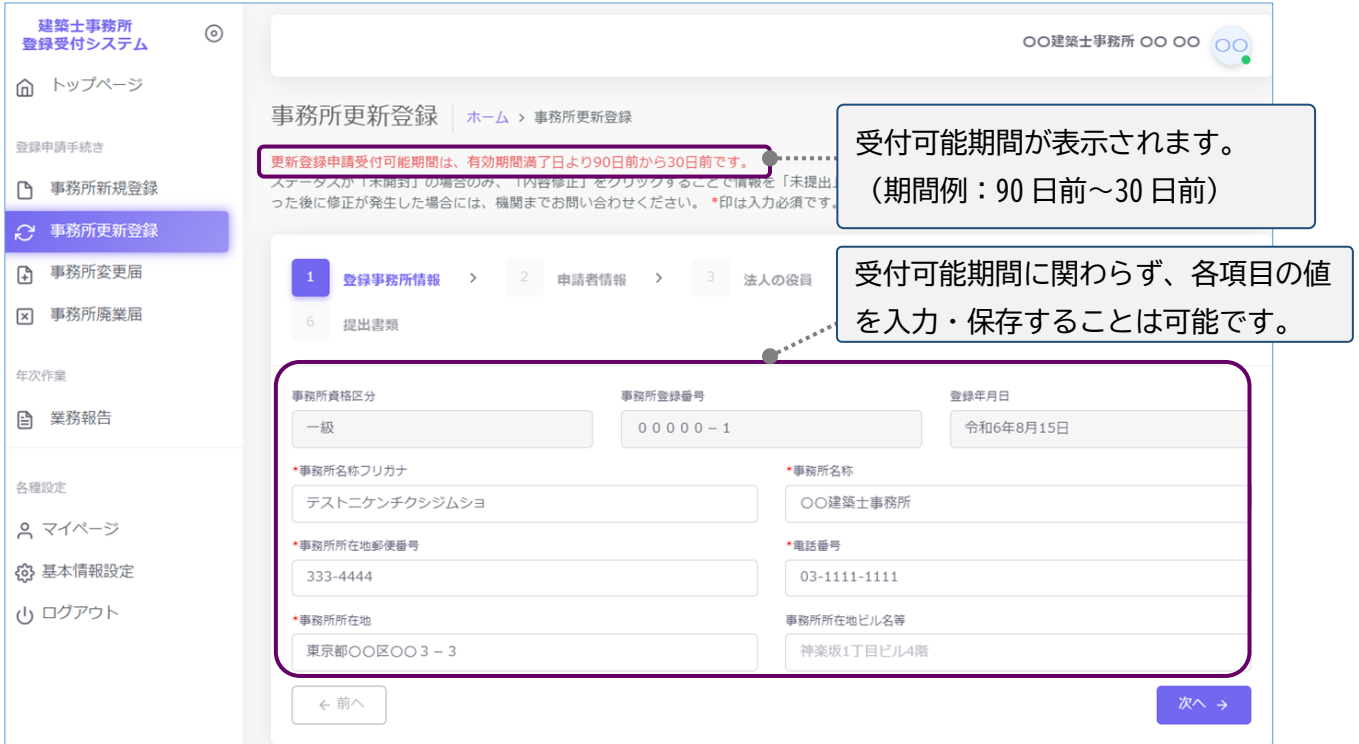 建築士事務所
登録受付システム
〇〇建築士事務所 〇〇 〇〇
〇〇
トップページ
登録申請手続き
事務所新規登録
事務所更新登録
事務所変更届
事務所廃業届
年次作業
業務報告
各種設定
マイページ
基本情報設定
ログアウト
事務所更新登録 ホーム > 事務所更新登録
更新登録申請受付可能期間は、有効期間満了日より90日前から30日前です。
ステータスが「未開封」の場合のみ、「内容修正」をクリックすることで情報を「未提出」
った後に修正が発生した場合には、機関までお問い合わせください。 *印は入力必須です。
受付可能期間が表示されます。
（期間例：90 日前～30 日前）
受付可能期間に関わらず、各項目の値
を入力・保存することは可能です。
1 登録事務所情報 > 2 申請者情報 > 3 法人の役員
6 提出書類
事務所資格区分 事務所登録番号 登録年月日
一級 ０００００－１ 令和6年8月15日
*事務所名称フリガナ *事務所名称
テストニケンチクシジムショ 〇〇建築士事務所
*事務所所在地郵便番号 *電話番号
333-4444 03-1111-1111
*事務所所在地 事務所所在地ビル名等
東京都〇〇区〇〇３－３ 神楽坂1丁目ビル4階
← 前へ 次へ →